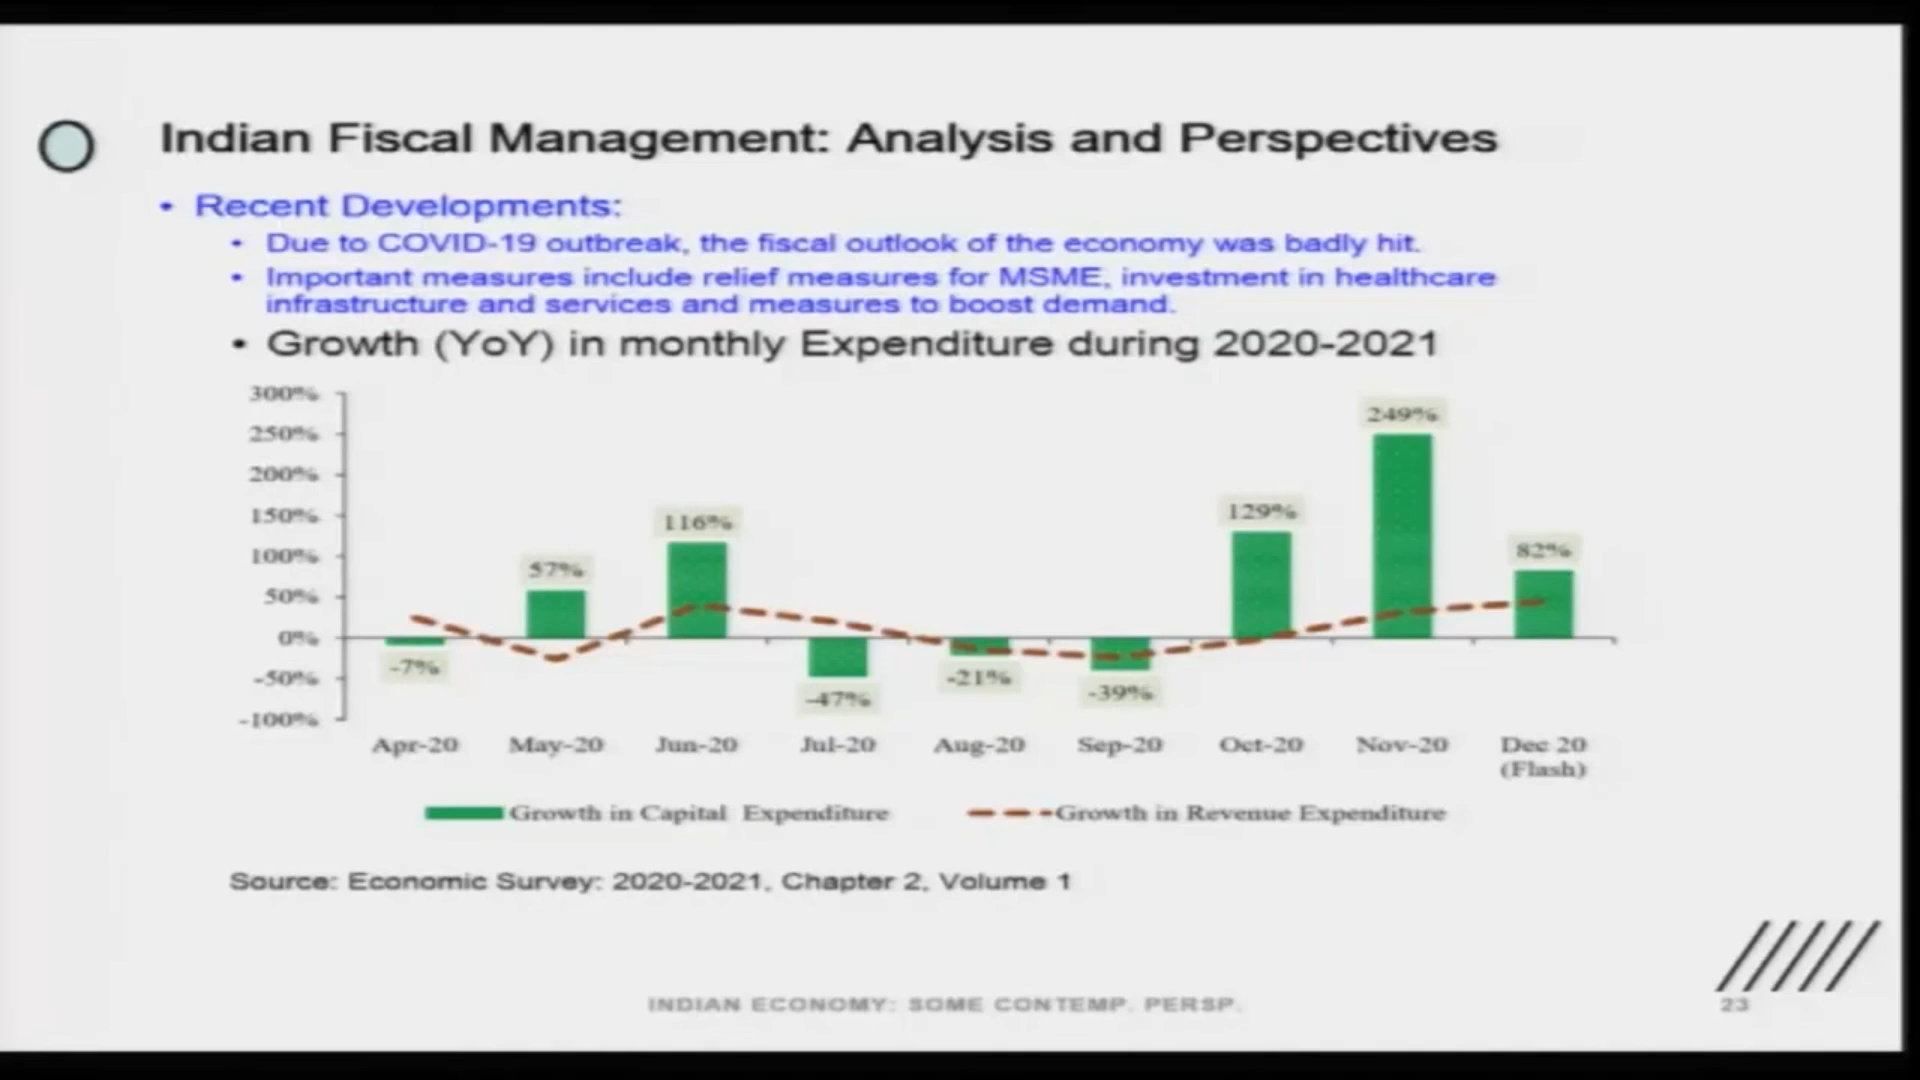 Indian Fiscal Management: Analysis and Perspectives
• Recent Developments:
• Due to COVID-19 outbreak, the fiscal outlook of the economy was badly hit.
• Important measures include relief measures for MSME, investment in healthcare
infrastructure and services and measures to boost demand.
• Growth (YoY) in monthly Expenditure during 2020-2021
300%
250%
200%
150%
100%
50%
0%
-50%
-100%
-7%
57%
116%
-47%
-21%
-39%
129%
249%
82%
Apr-20 May-20 Jun-20 Jul-20 Aug-20 Sep-20 Oct-20 Nov-20 Dec 20
(Flash)
Growth in Capital Expenditure Growth in Revenue Expenditure
Source: Economic Survey: 2020-2021, Chapter 2, Volume 1
INDIAN ECONOMY: SOME CONTEMP. PERSP.
23